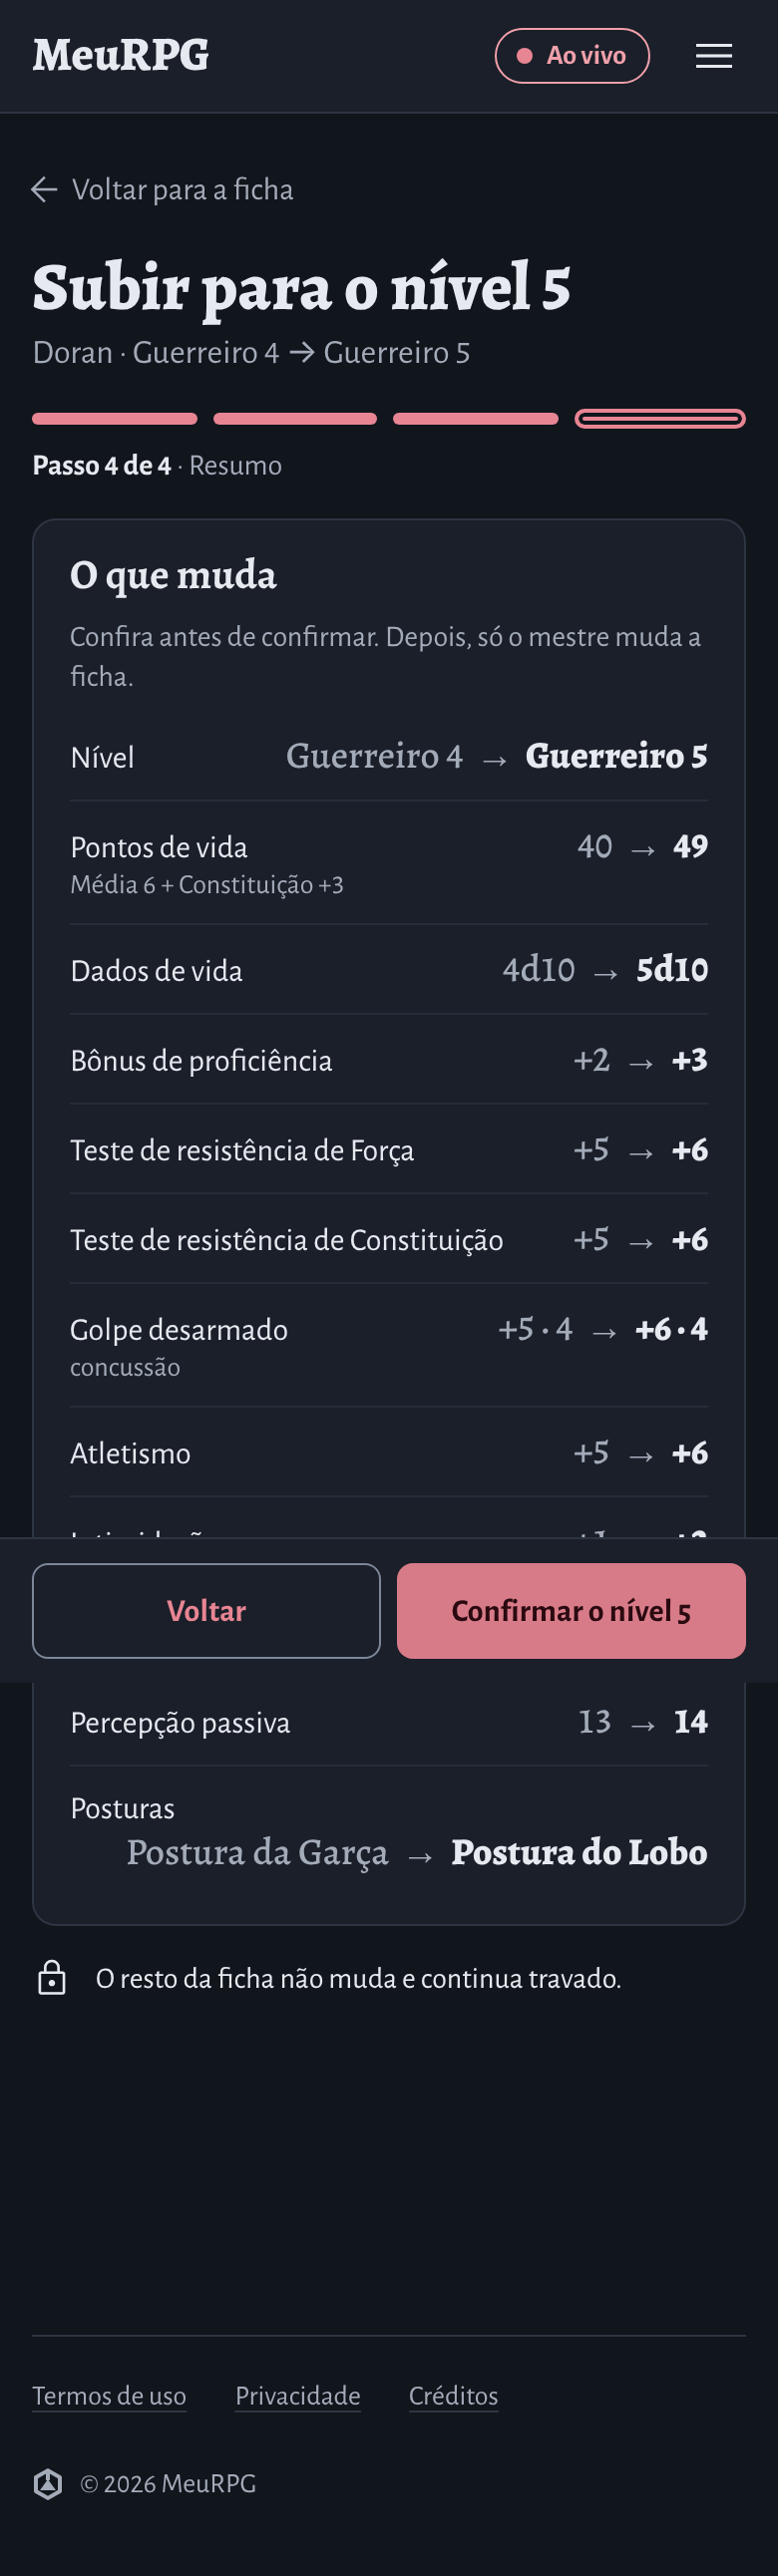 MeuRPG
Ao vivo
← Voltar para a ficha
Subir para o nível 5
Doran · Guerreiro 4 → Guerreiro 5
Passo 4 de 4 · Resumo
O que muda
Confira antes de confirmar. Depois, só o mestre muda a
ficha.
Nível Guerreiro 4 → Guerreiro 5
Pontos de vida 40 → 49
Média 6 + Constituição +3
Dados de vida 4d10 → 5d10
Bônus de proficiência +2 → +3
Teste de resistência de Força +5 → +6
Teste de resistência de Constituição +5 → +6
Golpe desarmado +5 · 4 → +6 · 4
concussão
Atletismo +5 → +6
Voltar
Confirmar o nível 5
Percepção passiva 13 → 14
Posturas
Postura da Garça → Postura do Lobo
O resto da ficha não muda e continua travado.
Termos de uso Privacidade Créditos
© 2026 MeuRPG